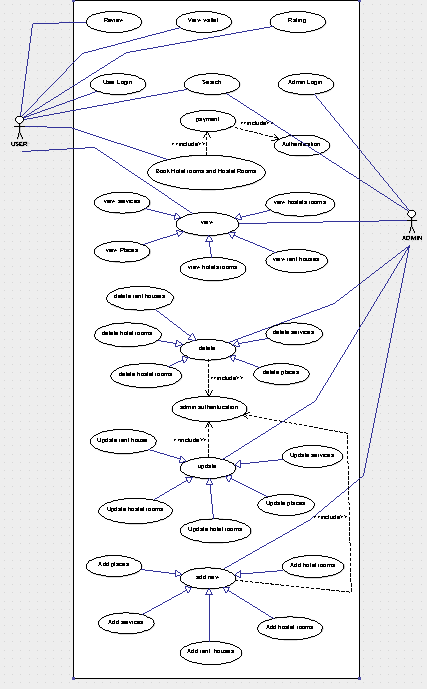 Review
View wallet
Rating
User Login
Search
Admin Login
payment
<<include>>
Authentication
<<include>>
USER
Book Hotel rooms and Hostel Rooms
view services
view hostels rooms
view
ADMIN
view Places
view hotels rooms
view rent houses
delete rent houses
delete hotel rooms
delete services
delete
delete hostel rooms
delete places
<<include>>
admin authentucation
Update rent house
<<include>>
Update services
update
Update hostel rooms
Update places
<<include>>
Update hotel rooms
Add places
Add hotel rooms
add new
Add services
Add hostel rooms
Add rent houses